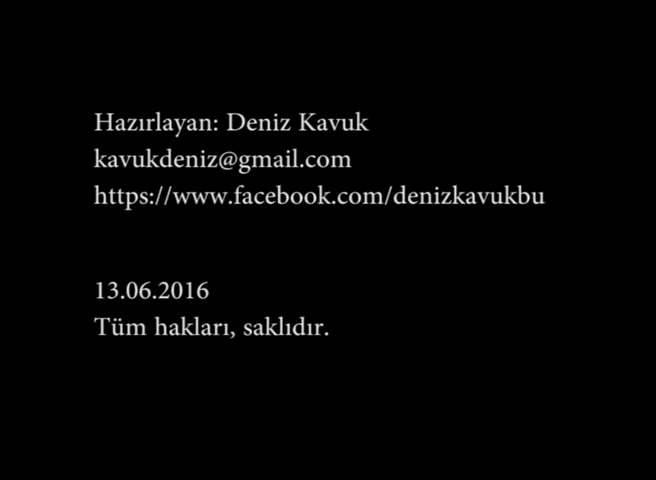 Hazırlayan: Deniz Kavuk
kavukdeniz@gmail.com
https://www.facebook.com/denizkavukbu
13.06.2016
Tüm hakları, saklıdır.